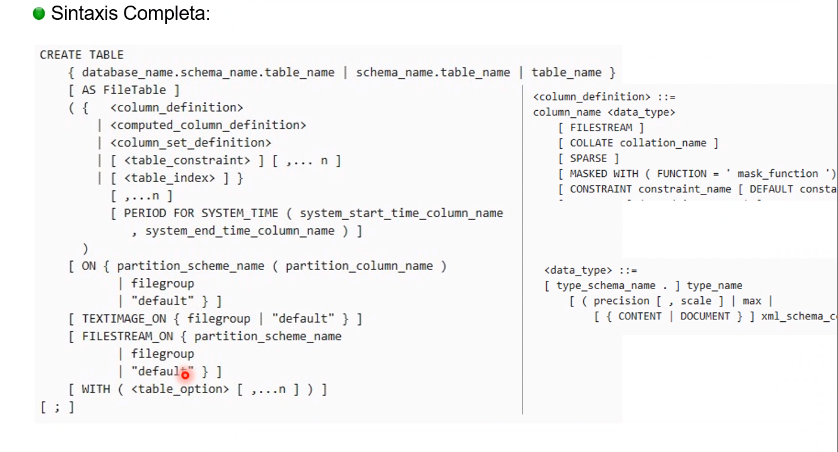 Sintaxis Completa:
CREATE TABLE
{ database_name.schema_name.table_name | schema_name.table_name | table_name }
[ AS FileTable ]
( { <column_definition>
| <computed_column_definition>
| <column_set_definition>
| [ <table_constraint> ] [ ,... n ]
| [ <table_index> ] }
[ ,...n ]
[ PERIOD FOR SYSTEM_TIME ( system_start_time_column_name
, system_end_time_column_name ) ]
)
[ ON { partition_scheme_name ( partition_column_name )
| filegroup
| "default" } ]
[ TEXTIMAGE_ON { filegroup | "default" } ]
[ FILESTREAM_ON { partition_scheme_name
| filegroup
| "default" } ]
[ WITH ( <table_option> [ ,...n ] ) ]
[ ; ]
<column_definition> ::=
column_name <data_type>
[ FILESTREAM ]
[ COLLATE collation_name ]
[ SPARSE ]
[ MASKED WITH ( FUNCTION = ' mask_function ')
[ CONSTRAINT constraint_name [ DEFAULT consta
<data_type> ::=
[ type_schema_name . ] type_name
[ ( precision [ , scale ] | max |
[ { CONTENT | DOCUMENT } ] xml_schema_c